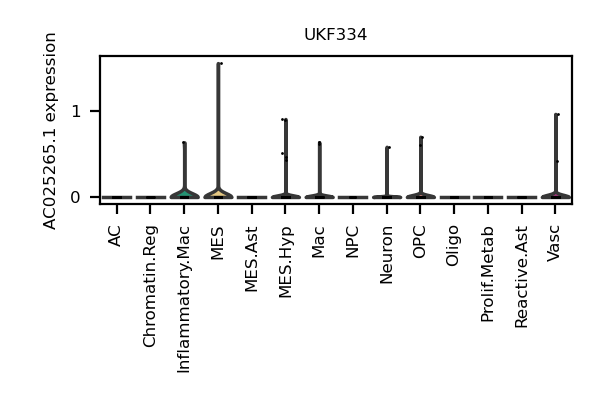 UKF334
AC025265.1 expression
1
0
AC
Chromatin.Reg
Inflammatory.Mac
MES
MES.Ast
MES.Hyp
Mac
NPC
Neuron
OPC
Oligo
Prolif.Metab
Reactive.Ast
Vasc